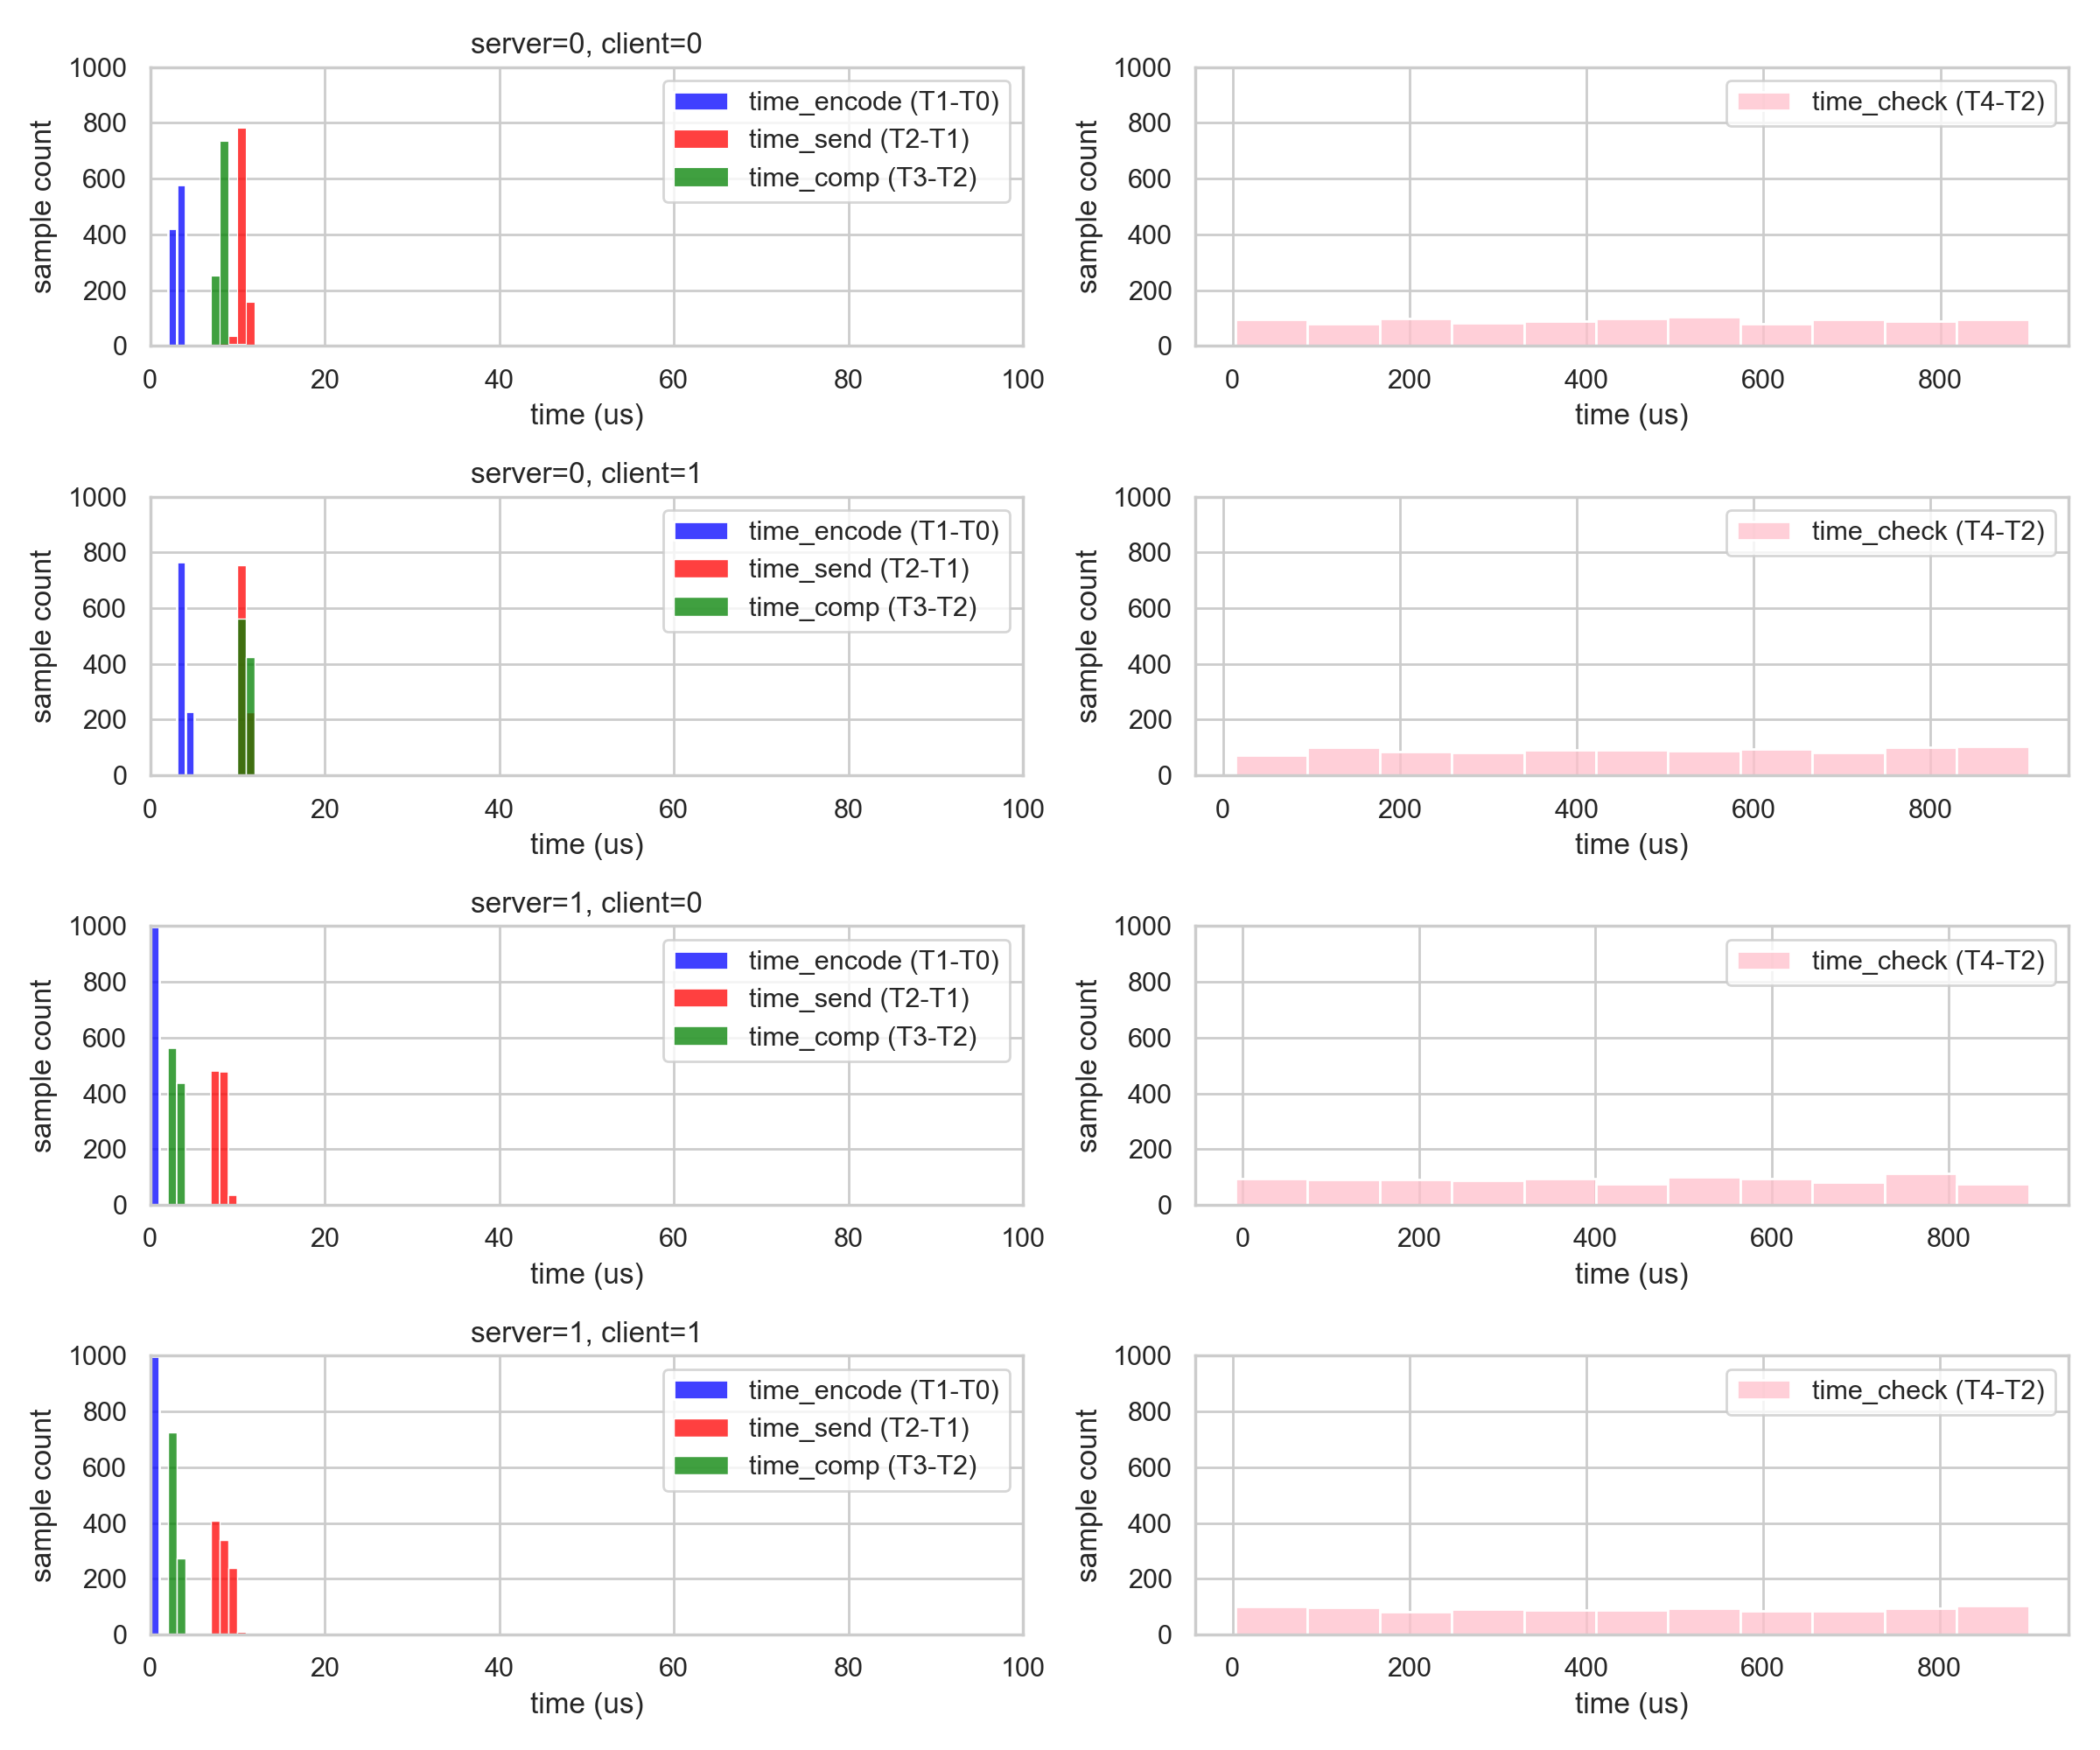 server=0, client=0
1000
800
600
400
200
0
sample count
time_encode (T1-T0)
time_send (T2-T1)
time_comp (T3-T2)
0 20 40 60 80 100
time (us)
1000
800
600
400
200
0
sample count
time_check (T4-T2)
0 200 400 600 800
time (us)
server=0, client=1
1000
800
600
400
200
0
sample count
time_encode (T1-T0)
time_send (T2-T1)
time_comp (T3-T2)
0 20 40 60 80 100
time (us)
1000
800
600
400
200
0
sample count
time_check (T4-T2)
0 200 400 600 800
time (us)
server=1, client=0
1000
800
600
400
200
0
sample count
time_encode (T1-T0)
time_send (T2-T1)
time_comp (T3-T2)
0 20 40 60 80 100
time (us)
1000
800
600
400
200
0
sample count
time_check (T4-T2)
0 200 400 600 800
time (us)
server=1, client=1
1000
800
600
400
200
0
sample count
time_encode (T1-T0)
time_send (T2-T1)
time_comp (T3-T2)
0 20 40 60 80 100
time (us)
1000
800
600
400
200
0
sample count
time_check (T4-T2)
0 200 400 600 800
time (us)